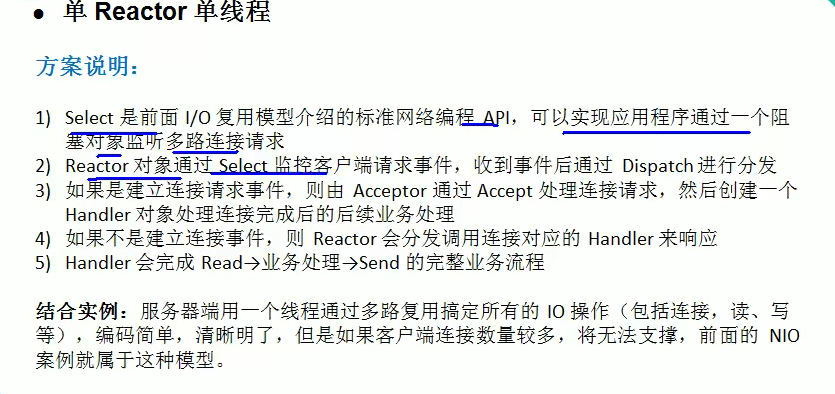 ● 单 Reactor 单线程
方案说明：
1) Select 是前面 I/O 复用模型介绍的标准网络编程 API，可以实现应用程序通过一个阻
塞对象监听多路连接请求
2) Reactor 对象通过 Select 监控客户端请求事件，收到事件后通过 Dispatch 进行分发
3) 如果是建立连接请求事件，则由 Acceptor 通过 Accept 处理连接请求，然后创建一个
Handler 对象处理连接完成后的后续业务处理
4) 如果不是建立连接事件，则 Reactor 会分发调用连接对应的 Handler 来响应
5) Handler 会完成 Read→业务处理→Send 的完整业务流程
结合实例：服务器端用一个线程通过多路复用搞定所有的 IO 操作（包括连接，读、写
等），编码简单，清晰明了，但是如果客户端连接数量较多，将无法支撑，前面的 NIO
案例就属于这种模型。